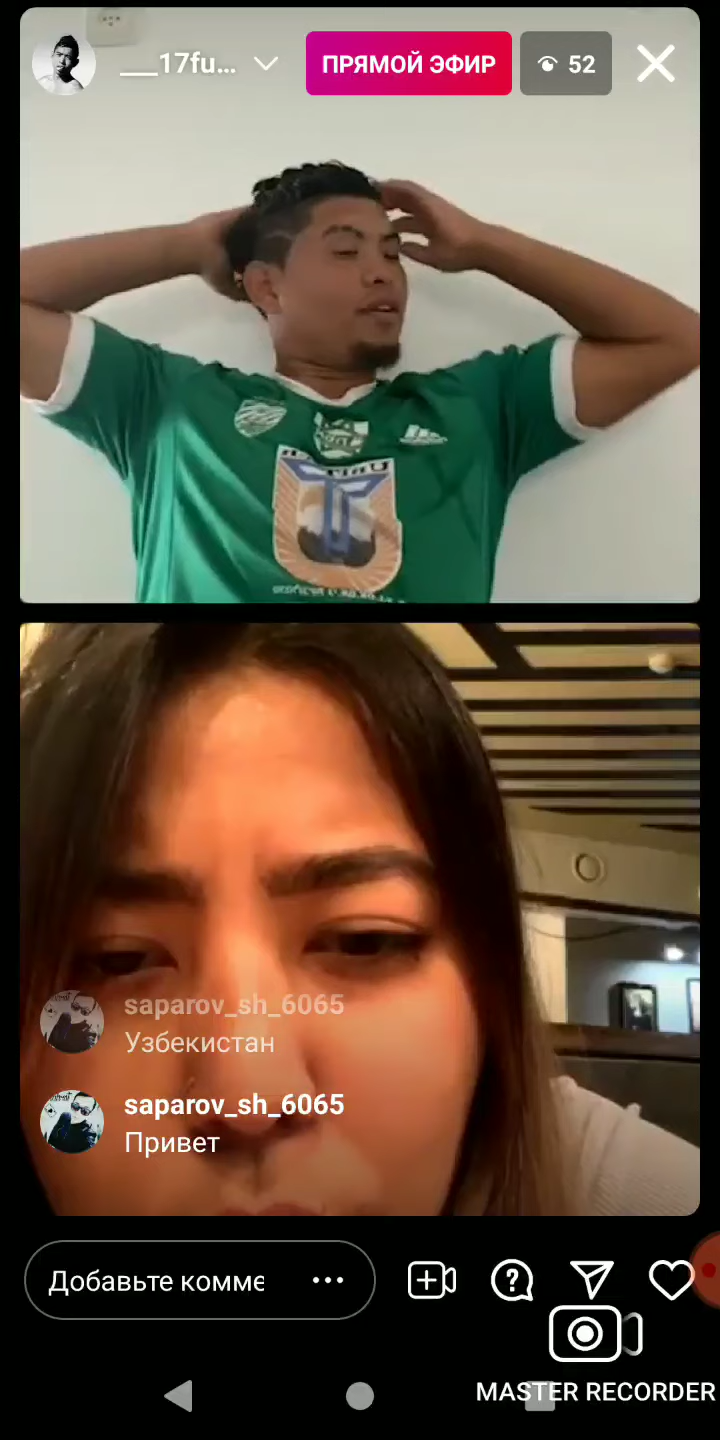 ___17fu...
ПРЯМОЙ ЭФИР
52
saparov_sh_6065
Узбекистан
saparov_sh_6065
Привет
Добавьте комме
MASTER RECORDER